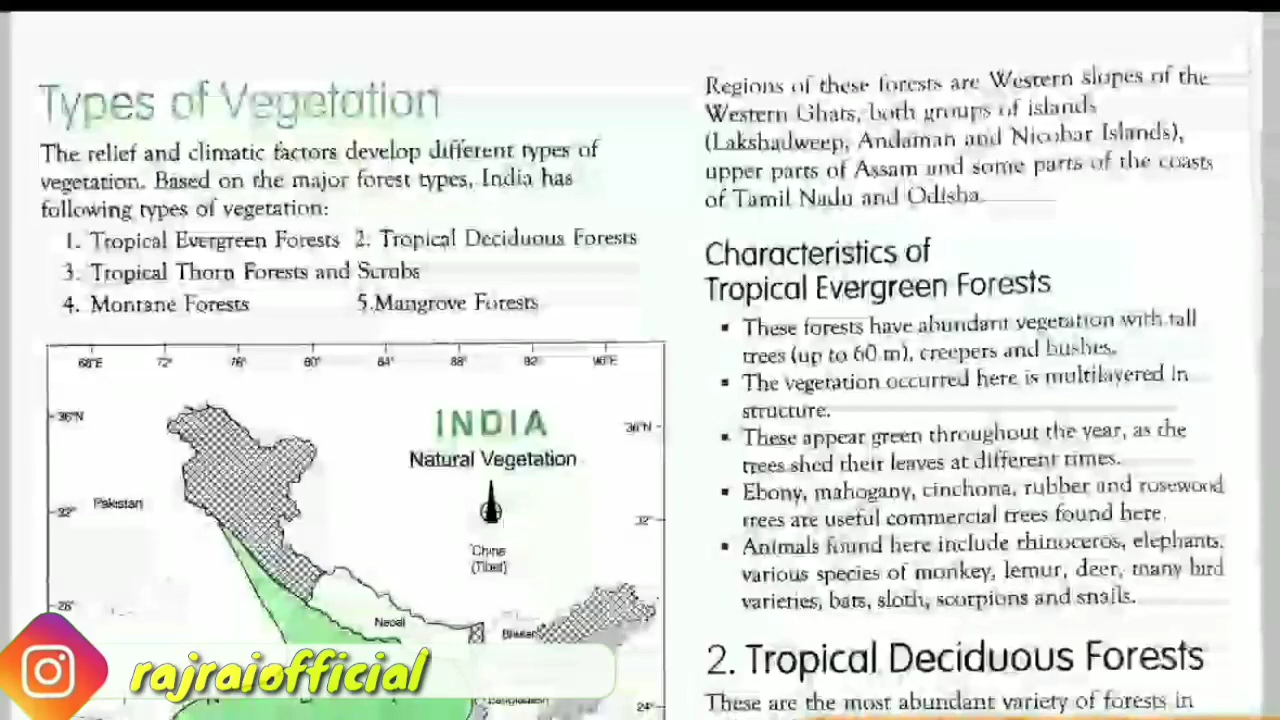 Types of Vegetation
The relief and climatic factors develop different types of
vegetation. Based on the major forest types, India has
following types of vegetation:
1. Tropical Evergreen Forests 2. Tropical Deciduous Forests
3. Tropical Thorn Forests and Scrubs
4. Montane Forests 5.Mangrove Forests
68°E 72° 76° 80° 84° 88° 92° 96°E
36°N 36°N
INDIA
Natural Vegetation
Pakistan
32° 32°
China
(Tibet)
28°
Nepal
Bhutan
Bangladesh
24°
rajraiofficial
Regions of these forests are Western slopes of the
Western Ghats, both groups of islands
(Lakshadweep, Andaman and Nicobar Islands),
upper parts of Assam and some parts of the coasts
of Tamil Nadu and Odisha.
Characteristics of
Tropical Evergreen Forests
▪ These forests have abundant vegetation with tall
trees (up to 60 m), creepers and bushes.
▪ The vegetation occurred here is multilayered in
structure.
▪ These appear green throughout the year, as the
trees shed their leaves at different times.
▪ Ebony, mahogany, cinchona, rubber and rosewood
trees are useful commercial trees found here.
▪ Animals found here include rhinoceros, elephants,
various species of monkey, lemur, deer, many bird
varieties, bats, sloth, scorpions and snails.
2. Tropical Deciduous Forests
These are the most abundant variety of forests in